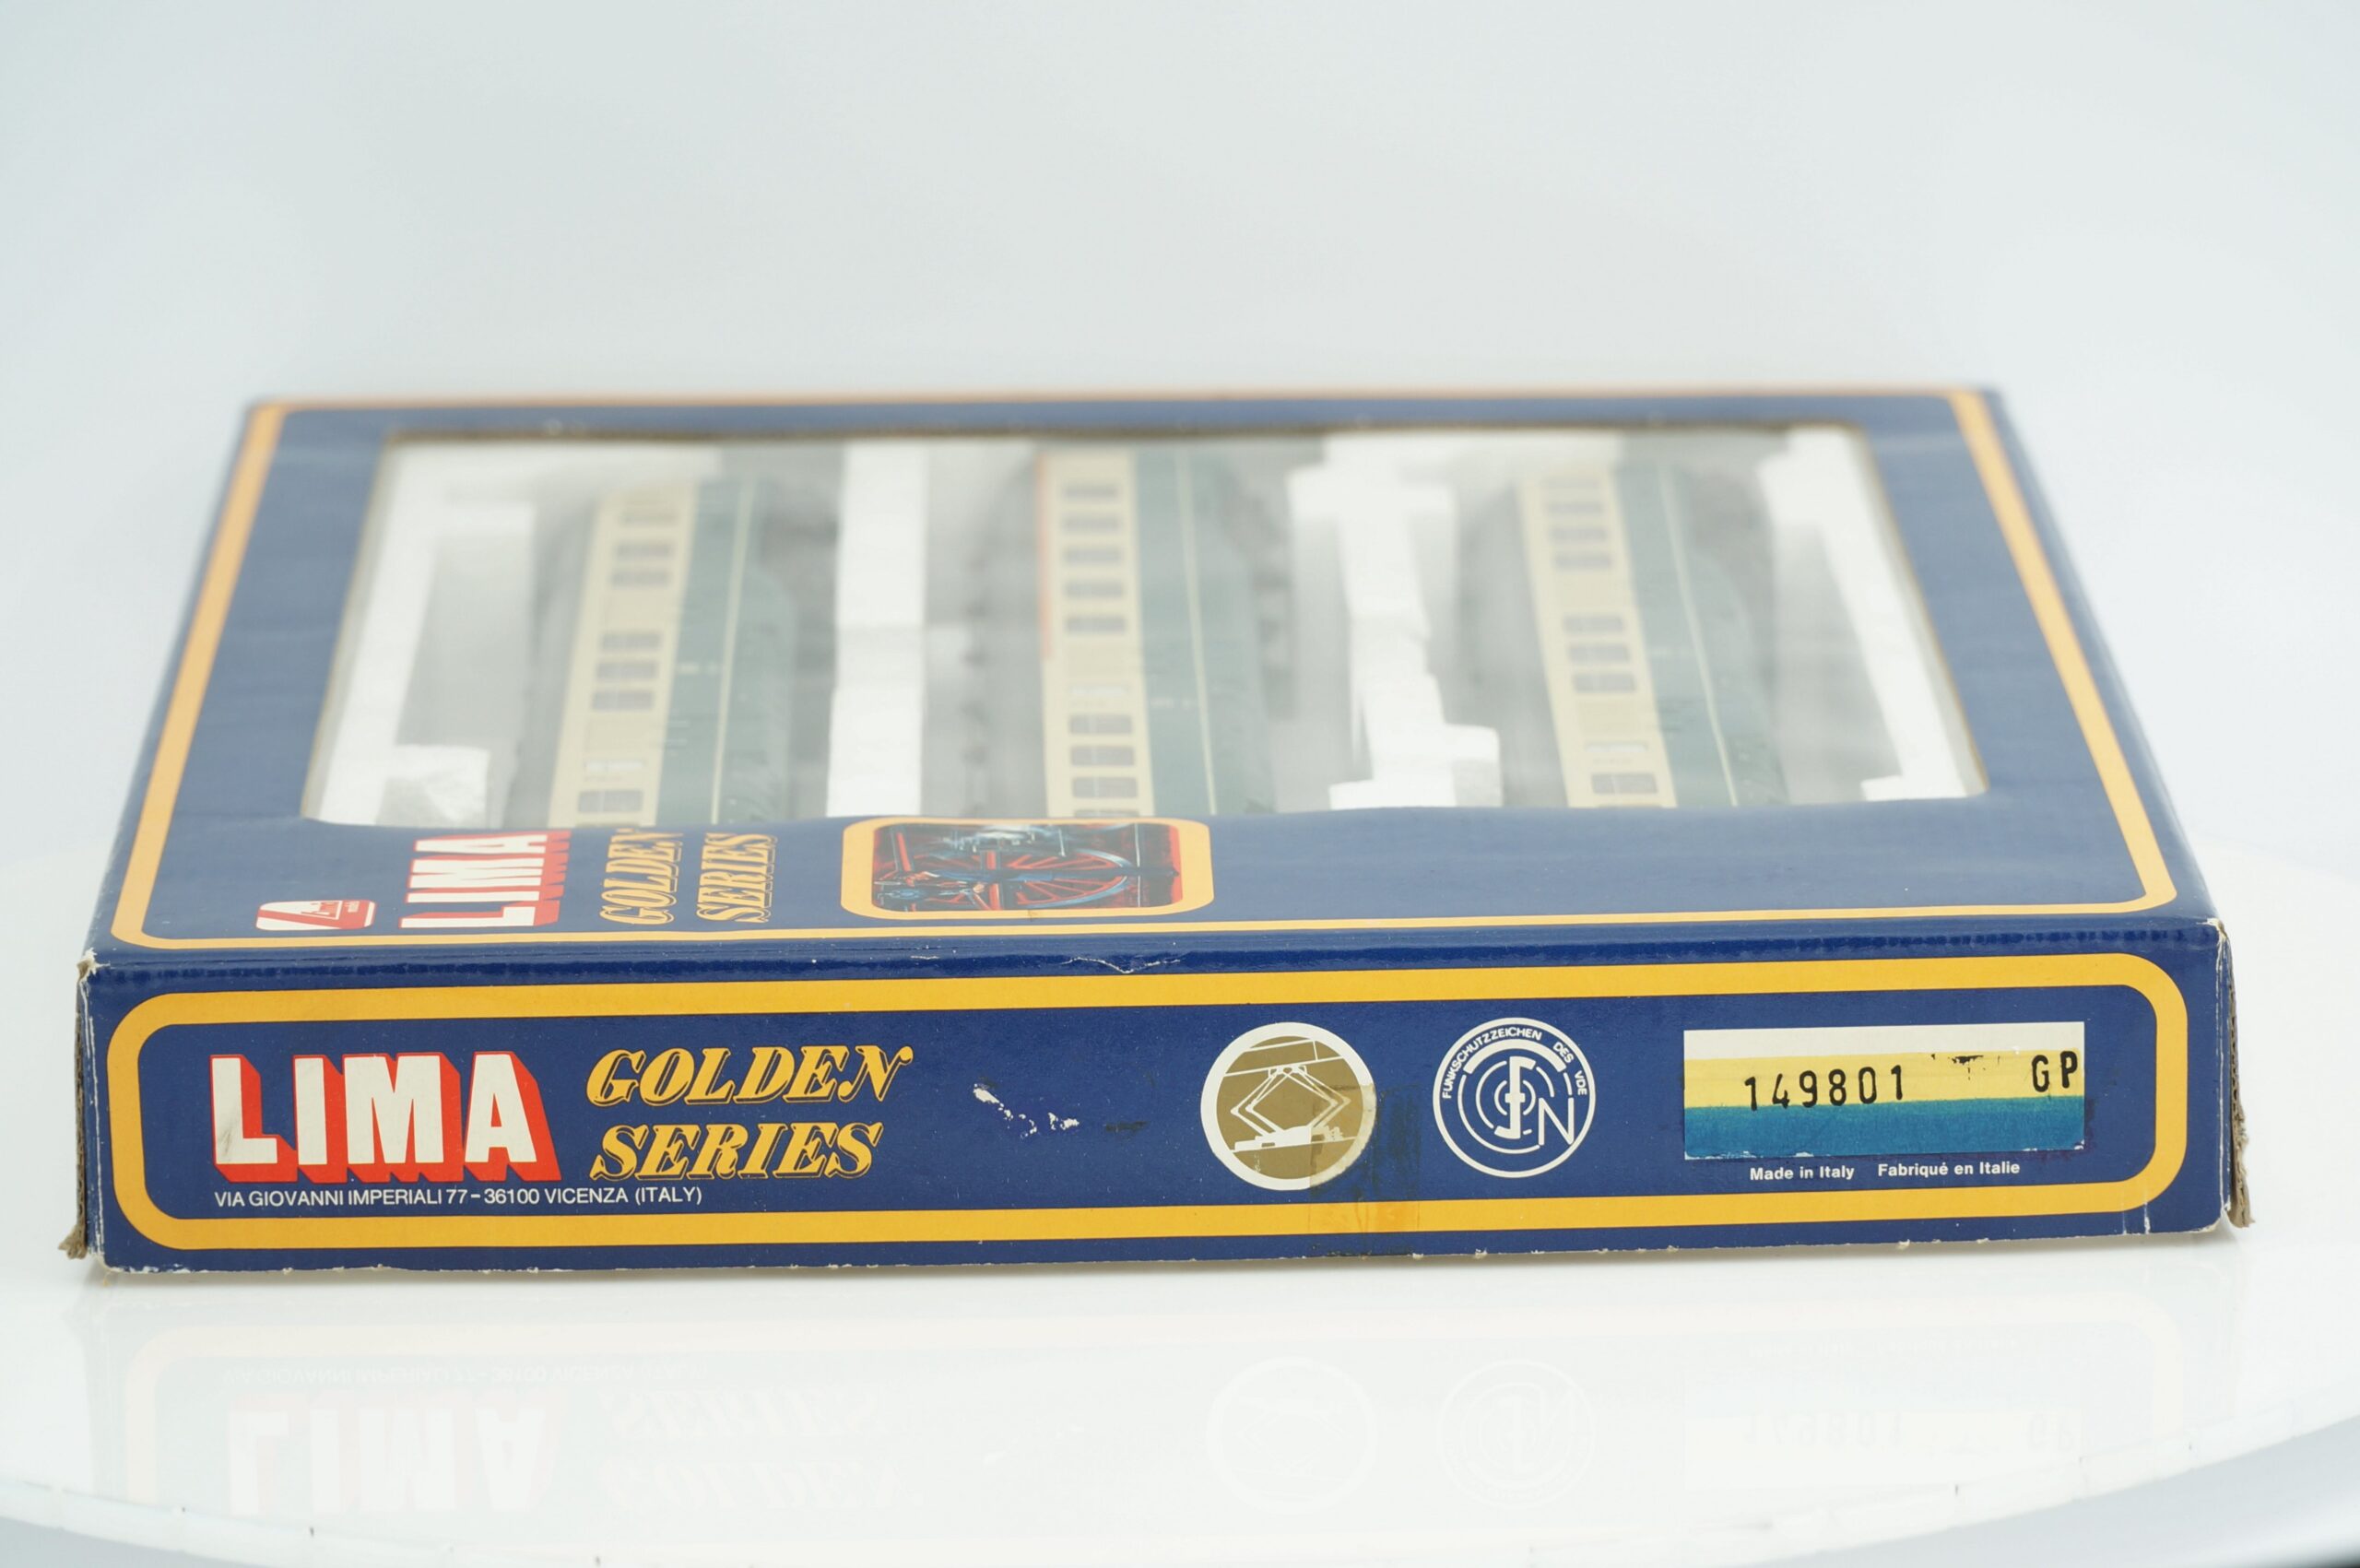 LIMA
GOLDEN
SERIES
LIMA
GOLDEN
SERIES
VIA GIOVANNI IMPERIALI 77 - 36100 VICENZA (ITALY)
FUNKSCHUTZZEICHEN DES VDE
N
149801 GP
Made in Italy Fabriqué en Italie